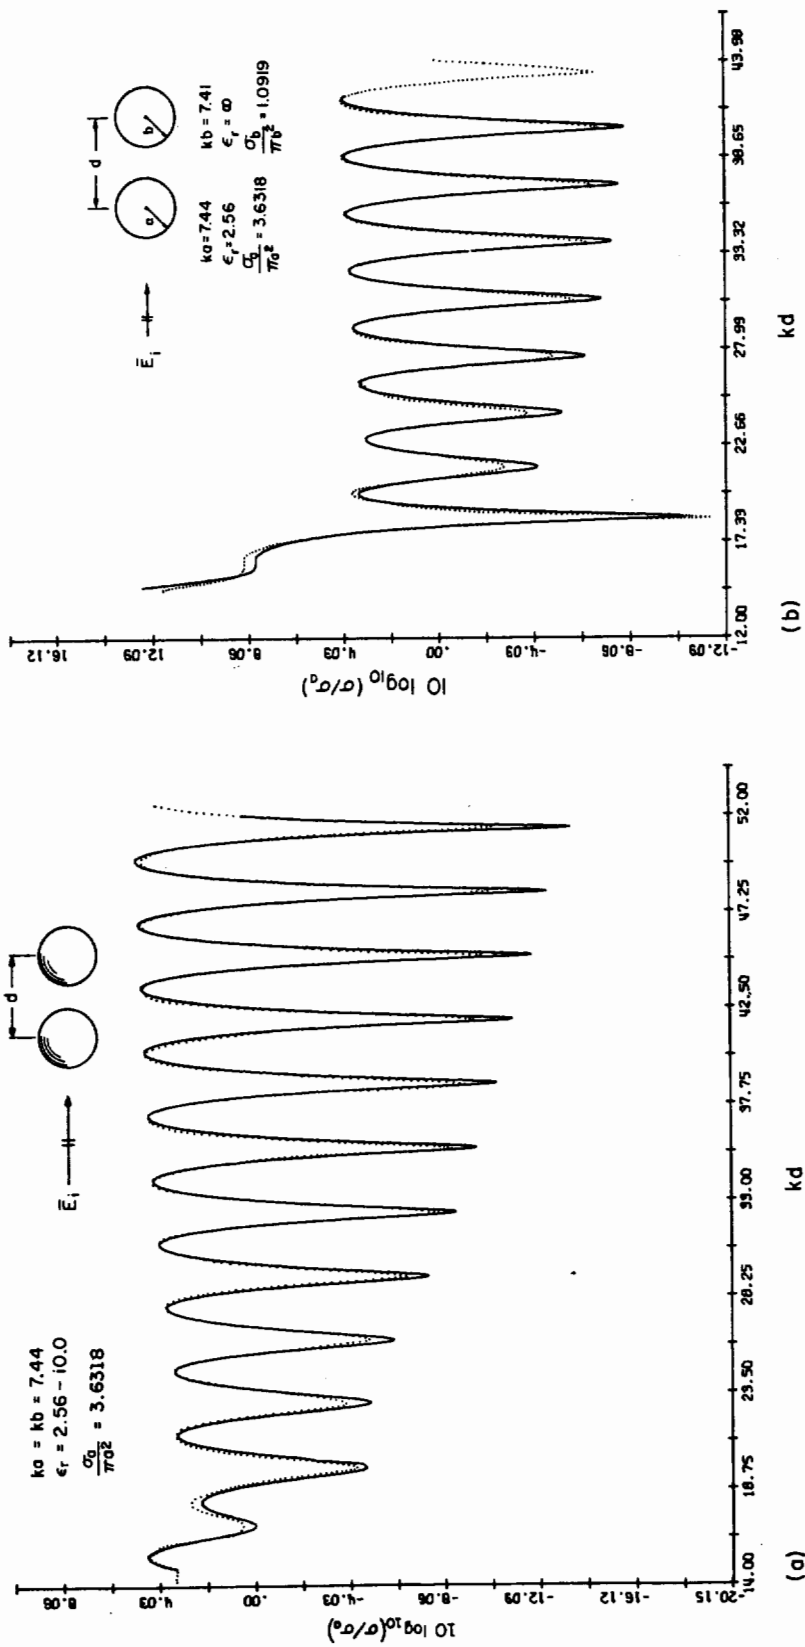 ka = kb = 7.44
εr = 2.56 - i0.0
σa/πa² = 3.6318
Ēi
d
10 log10 (σ/σa)
8.06
4.03
.00
-4.03
-8.06
-12.09
-16.12
-20.15
14.00 18.75 23.50 28.25 33.00 37.75 42.50 47.25 52.00
kd
(a)
Ēi
d
a b
ka = 7.44 kb = 7.41
εr = 2.56 εr = ∞
σa/πa² = 3.6318 σb/πb² = 1.0919
10 log10 (σ/σa)
16.12
12.09
8.06
4.03
.00
-4.03
-8.06
-12.09
12.00 17.33 22.66 27.99 33.32 38.65 43.98
kd
(b)